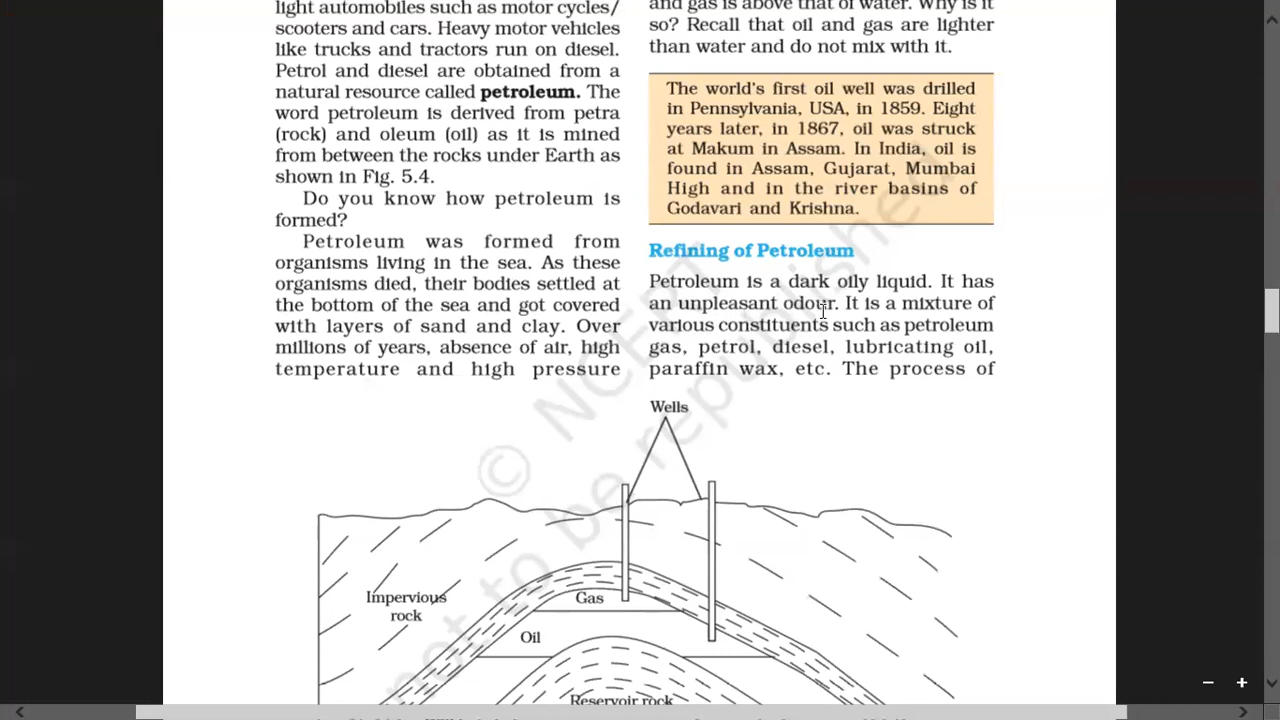 light automobiles such as motor cycles/
scooters and cars. Heavy motor vehicles
like trucks and tractors run on diesel.
Petrol and diesel are obtained from a
natural resource called petroleum. The
word petroleum is derived from petra
(rock) and oleum (oil) as it is mined
from between the rocks under Earth as
shown in Fig. 5.4.
Do you know how petroleum is
formed?
Petroleum was formed from
organisms living in the sea. As these
organisms died, their bodies settled at
the bottom of the sea and got covered
with layers of sand and clay. Over
millions of years, absence of air, high
temperature and high pressure
and gas is above that of water. Why is it
so? Recall that oil and gas are lighter
than water and do not mix with it.
The world's first oil well was drilled
in Pennsylvania, USA, in 1859. Eight
years later, in 1867, oil was struck
at Makum in Assam. In India, oil is
found in Assam, Gujarat, Mumbai
High and in the river basins of
Godavari and Krishna.
Refining of Petroleum
Petroleum is a dark oily liquid. It has
an unpleasant odour. It is a mixture of
various constituents such as petroleum
gas, petrol, diesel, lubricating oil,
paraffin wax, etc. The process of
Wells
Impervious
rock
Gas
Oil
Reservoir rock
© NCERT
not to be republished